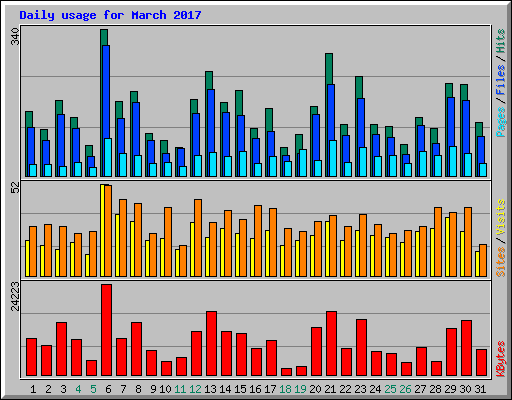 Daily usage for March 2017
340
Pages / Files / Hits
52
Sites / Visits
24223
KBytes
1 2 3 4 5 6 7 8 9 10 11 12 13 14 15 16 17 18 19 20 21 22 23 24 25 26 27 28 29 30 31